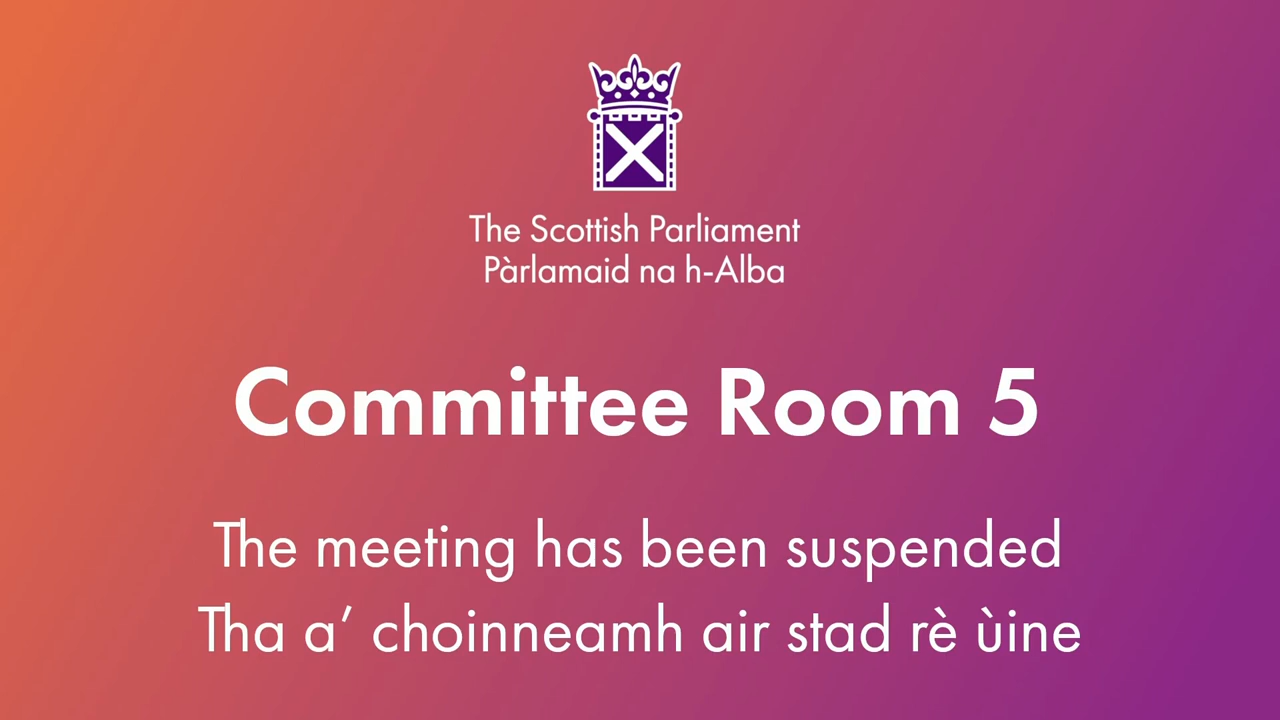 The Scottish Parliament
Pàrlamaid na h-Alba
Committee Room 5
The meeting has been suspended
Tha a’ choinneamh air stad rè ùine